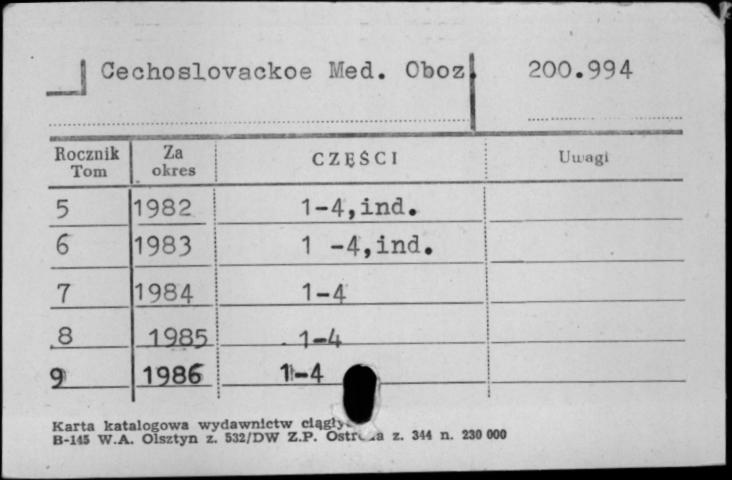 Cechoslovackoe Med. Oboz. 200.994
Rocznik Tom Za okres CZĘŚCI Uwagi
5 1982 1-4,ind.
6 1983 1 -4,ind.
7 1984 1-4
8 1985 1-4
9 1986 1-4
Karta katalogowa wydawnictw
B-145 W.A. Olsztyn z. 532/DW Z.P. z. 344 n. 230 000